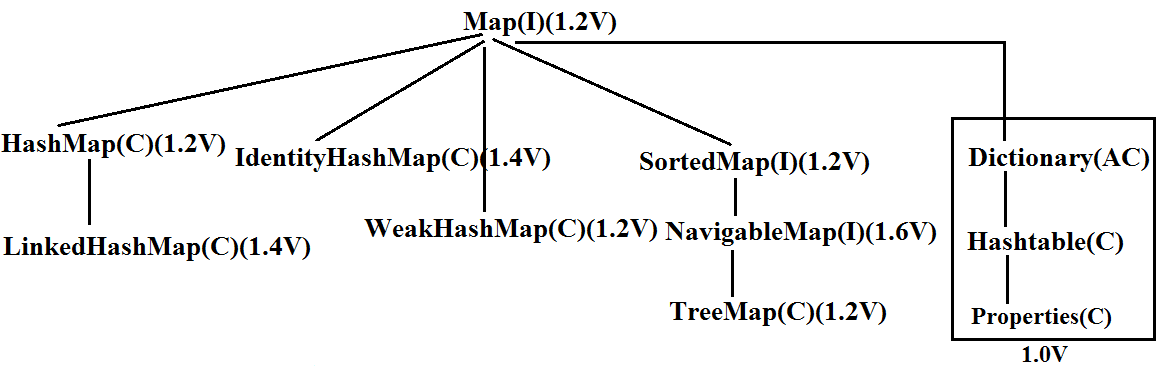 Map(I)(1.2V)
HashMap(C)(1.2V)
IdentityHashMap(C)(1.4V)
SortedMap(I)(1.2V)
Dictionary(AC)
LinkedHashMap(C)(1.4V)
WeakHashMap(C)(1.2V)
NavigableMap(I)(1.6V)
Hashtable(C)
TreeMap(C)(1.2V)
Properties(C)
1.0V